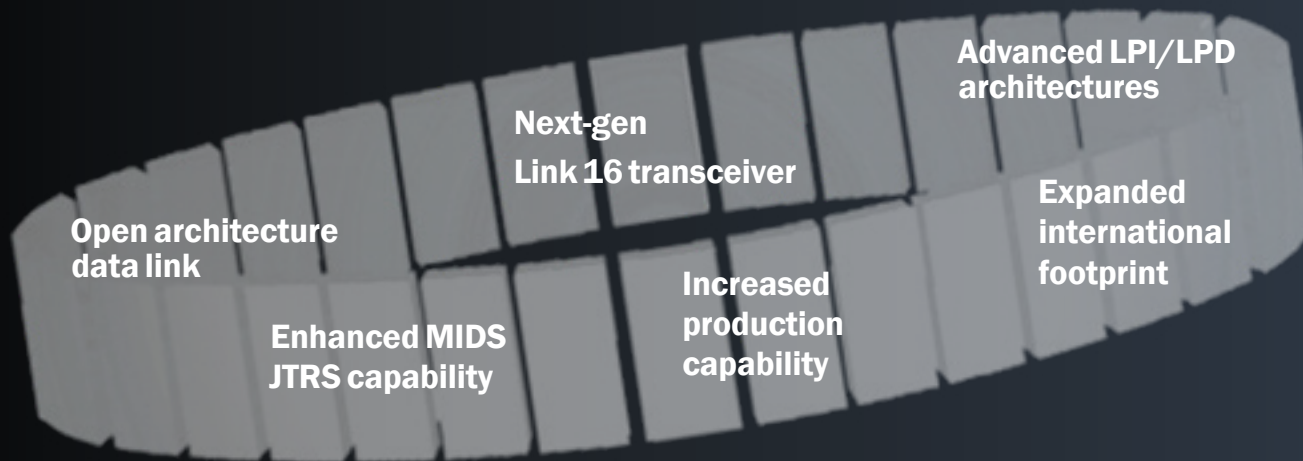 Advanced LPI/LPD
architectures
Next-gen
Link 16 transceiver
Expanded
international
footprint
Open architecture
data link
Increased
production
capability
Enhanced MIDS
JTRS capability